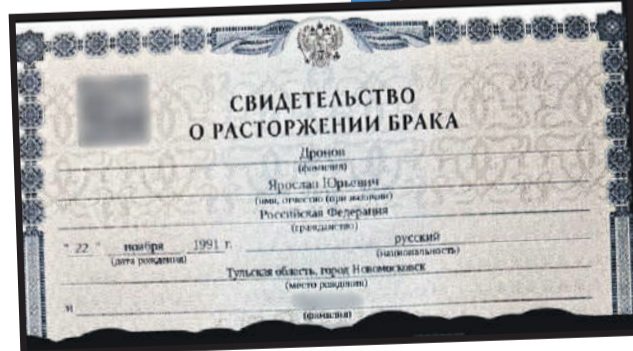 СВИДЕТЕЛЬСТВО
О РАСТОРЖЕНИИ БРАКА
Дронов
(фамилия)
Ярослав Юрьевич
(имя, отчество (при наличии))
Российская Федерация
(гражданство)
" 22 " ноября 1991 г. русский
(дата рождения) (национальность)
Тульская область, город Новомосковск
(место рождения)
и
(фамилия)